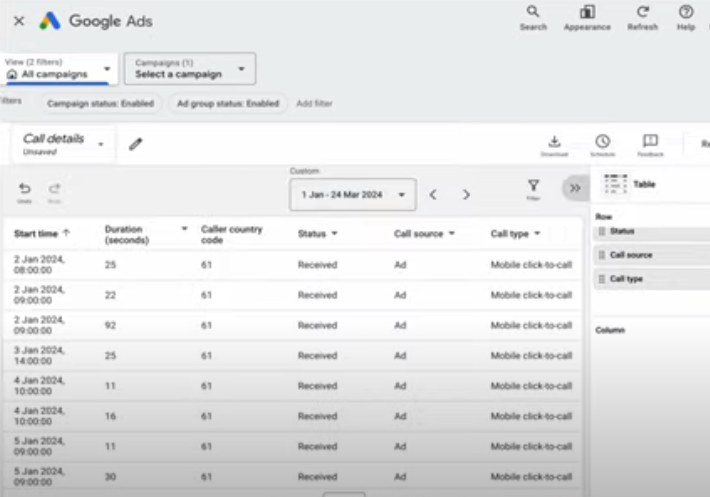 Google Ads
Search
Appearance
Refresh
Help
View (2 filters)
All campaigns
Campaigns (1)
Select a campaign
Campaign status: Enabled
Ad group status: Enabled
Add filter
Call details
Unsaved
Download
Schedule
Feedback
Custom
1 Jan - 24 Mar 2024
Undo
Filter
Table
Row
Status
Call source
Call type
Column
Start time
Duration
(seconds)
Caller country
code
Status
Call source
Call type
2 Jan 2024,
08:00:00
25
61
Received
Ad
Mobile click-to-call
2 Jan 2024,
09:00:00
22
61
Received
Ad
Mobile click-to-call
2 Jan 2024,
09:00:00
92
61
Received
Ad
Mobile click-to-call
3 Jan 2024,
14:00:00
25
61
Received
Ad
Mobile click-to-call
4 Jan 2024,
10:00:00
11
61
Received
Ad
Mobile click-to-call
4 Jan 2024,
10:00:00
16
61
Received
Ad
Mobile click-to-call
5 Jan 2024,
09:00:00
11
61
Received
Ad
Mobile click-to-call
5 Jan 2024,
09:00:00
30
61
Received
Ad
Mobile click-to-call